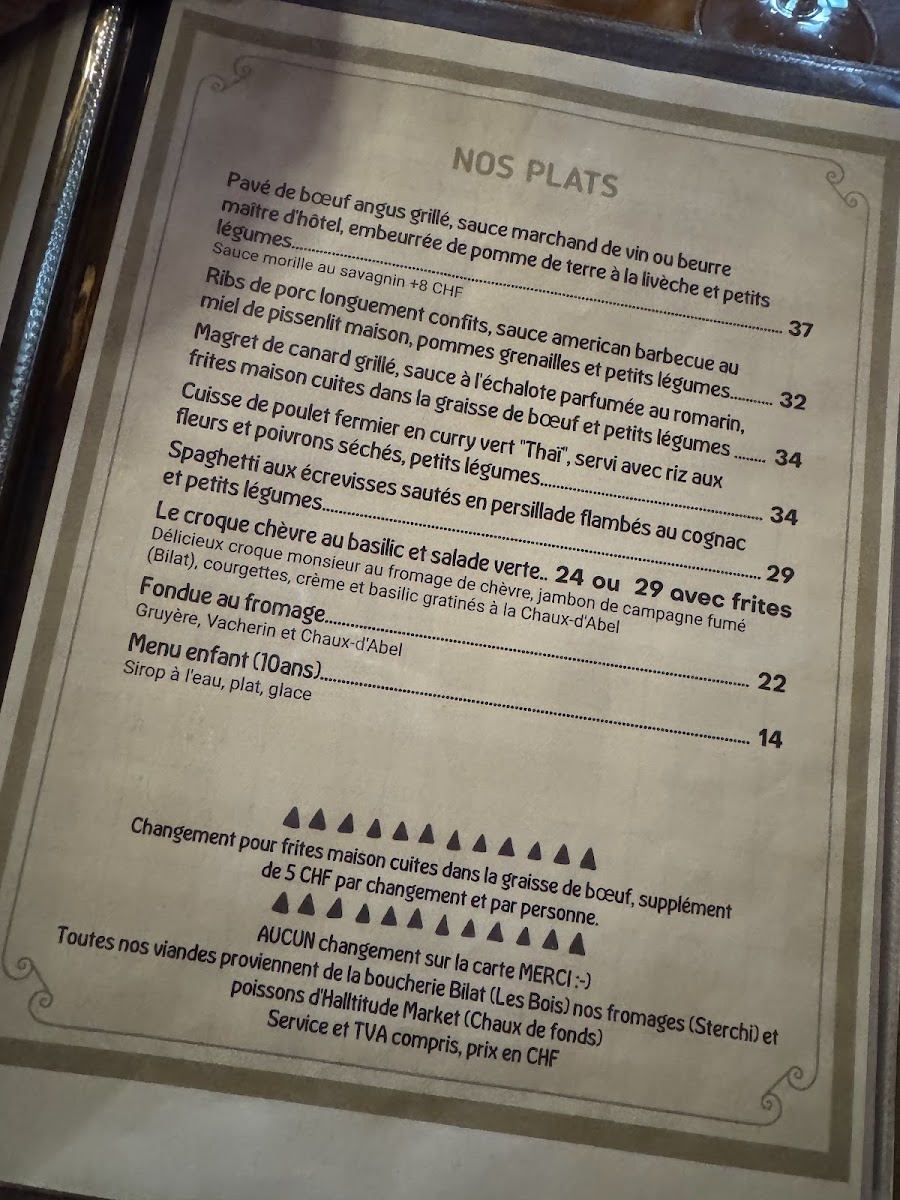 NOS PLATS
Pavé de bœuf angus grillé, sauce marchand de vin ou beurre
maître d'hôtel, embeurrée de pomme de terre à la livèche et petits
légumes.................................................. 37
Sauce morille au savagnin +8 CHF
Ribs de porc longuement confits, sauce american barbecue au
miel de pissenlit maison, pommes grenailles et petits légumes.......... 32
Magret de canard grillé, sauce à l'échalote parfumée au romarin,
frites maison cuites dans la graisse de bœuf et petits légumes ....... 34
Cuisse de poulet fermier en curry vert "Thaï", servi avec riz aux
fleurs et poivrons séchés, petits légumes.................................. 34
Spaghetti aux écrevisses sautés en persillade flambés au cognac
et petits légumes.................................................. 29
Le croque chèvre au basilic et salade verte.. 24 ou 29 avec frites
Délicieux croque monsieur au fromage de chèvre, jambon de campagne fumé
(Bilat), courgettes, crème et basilic gratinés à la Chaux-d'Abel
Fondue au fromage.................................................. 22
Gruyère, Vacherin et Chaux-d'Abel
Menu enfant (10ans).................................................. 14
Sirop à l'eau, plat, glace
Changement pour frites maison cuites dans la graisse de bœuf, supplément
de 5 CHF par changement et par personne.
AUCUN changement sur la carte MERCI :-)
Toutes nos viandes proviennent de la boucherie Bilat (Les Bois) nos fromages (Sterchi) et
poissons d'Halltitude Market (Chaux de fonds)
Service et TVA compris, prix en CHF